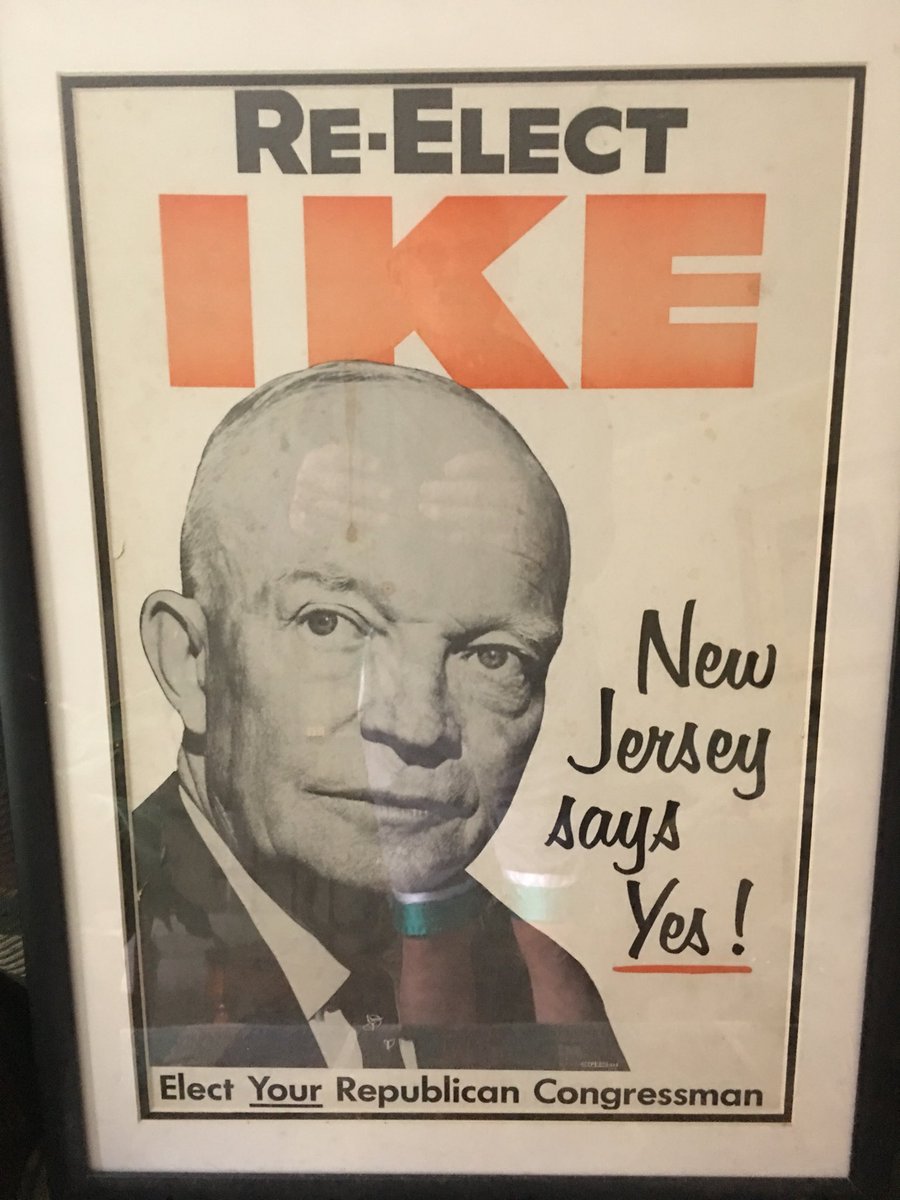 RE-ELECT
IKE
New
Jersey
says
Yes!
Elect Your Republican Congressman